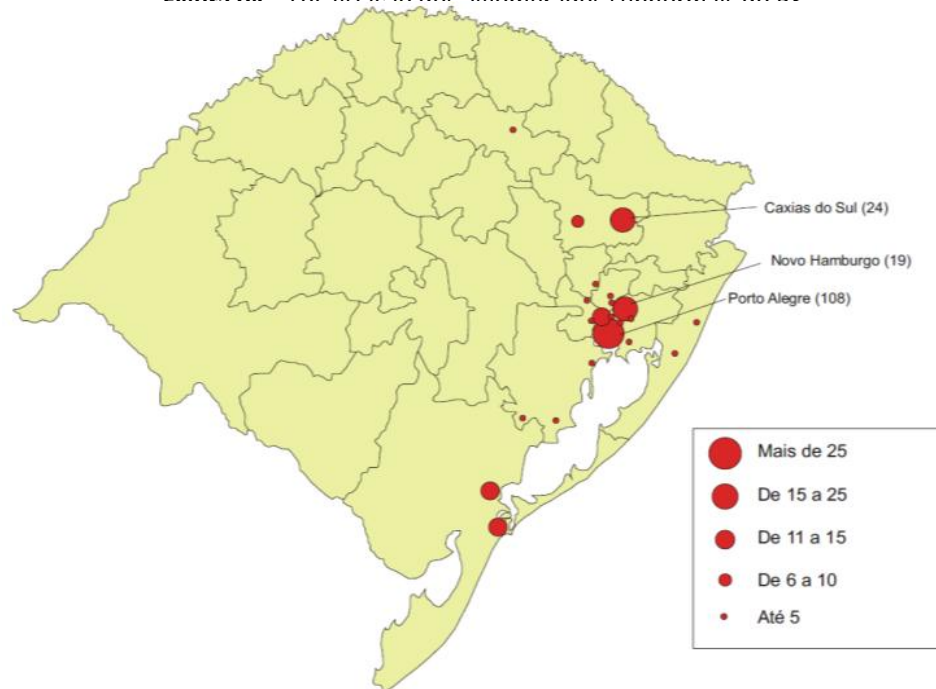 Caxias do Sul (24)
Novo Hamburgo (19)
Porto Alegre (108)
Mais de 25
De 15 a 25
De 11 a 15
De 6 a 10
Até 5